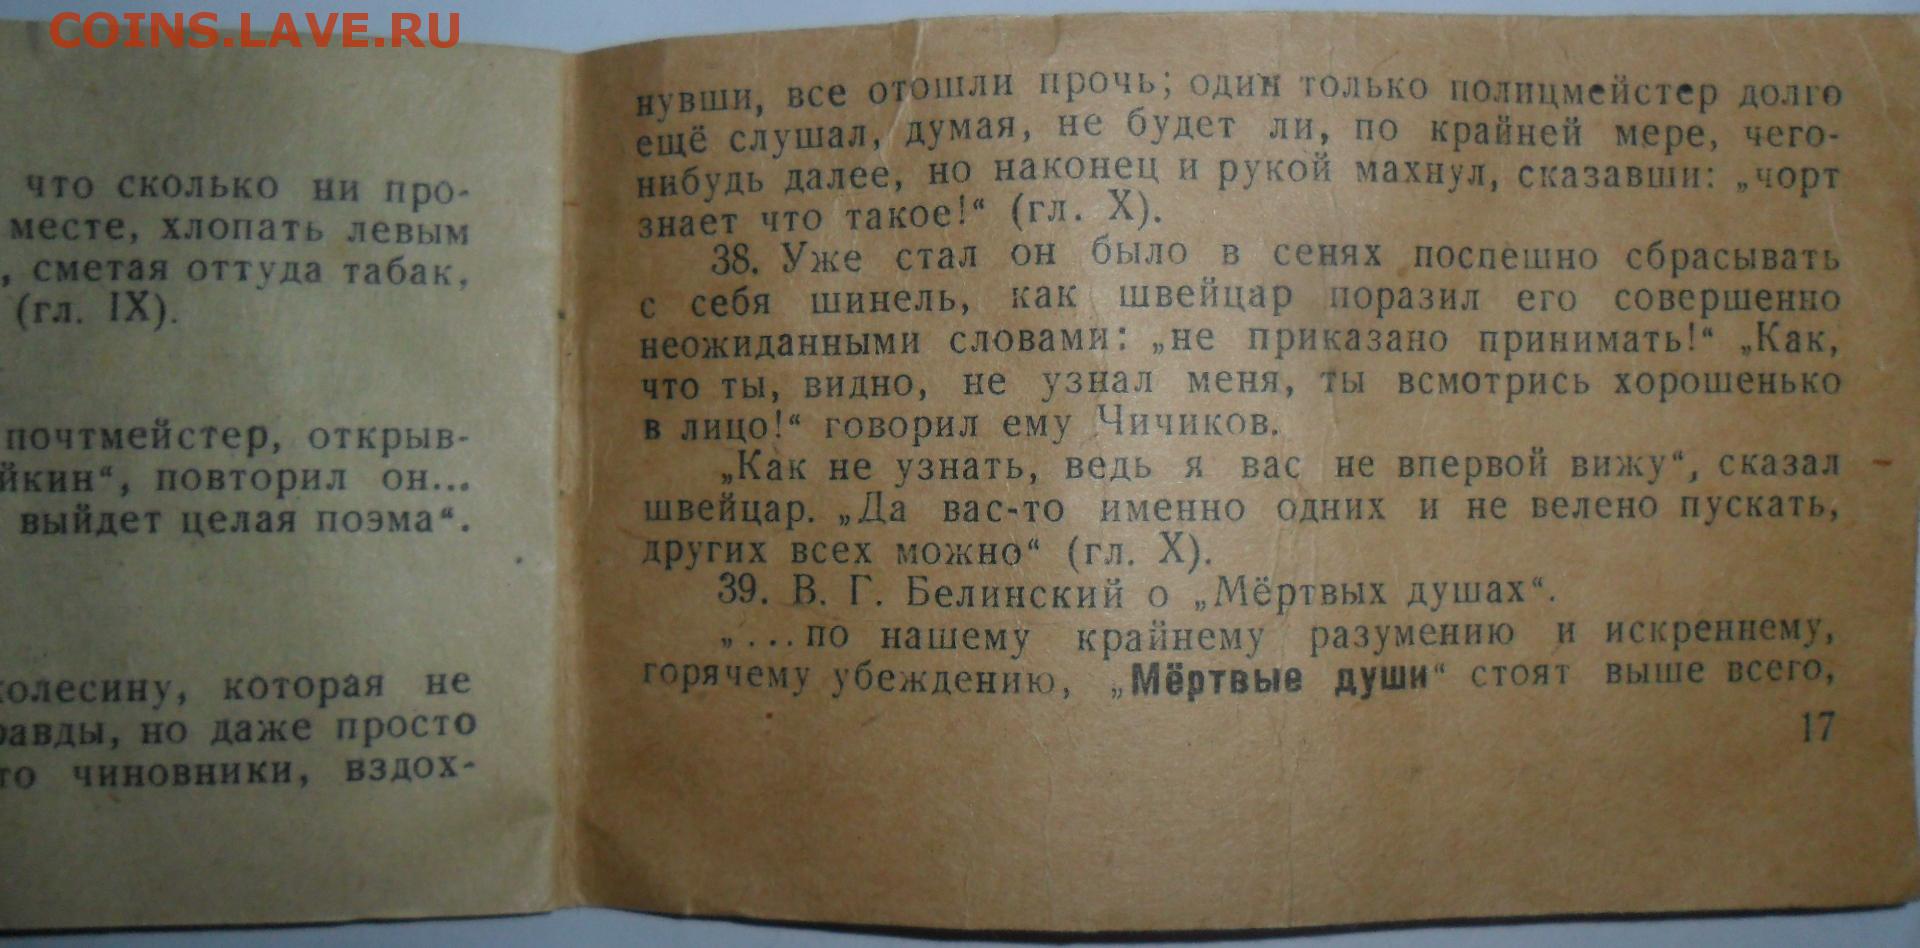 COINS.LAVE.RU
что сколько ни про-
месте, хлопать левым
, сметая оттуда табак,
(гл. IX).
почтмейстер, открыв-
йкин“, повторил он...
выйдет целая поэма“.
колесину, которая не
равды, но даже просто
то чиновники, вздох-
нувши, все отошли прочь; один только полицмейстер долго
ещё слушал, думая, не будет ли, по крайней мере, чего-
нибудь далее, но наконец и рукой махнул, сказавши: „чорт
знает что такое!“ (гл. X).
38. Уже стал он было в сенях поспешно сбрасывать
с себя шинель, как швейцар поразил его совершенно
неожиданными словами: „не приказано принимать!“ „Как,
что ты, видно, не узнал меня, ты всмотрись хорошенько
в лицо!“ говорил ему Чичиков.
„Как не узнать, ведь я вас не впервой вижу“, сказал
швейцар. „Да вас-то именно одних и не велено пускать,
других всех можно“ (гл. X).
39. В. Г. Белинский о „Мёртвых душах“.
„...по нашему крайнему разумению и искреннему,
горячему убеждению, „Мёртвые души“ стоят выше всего,
17